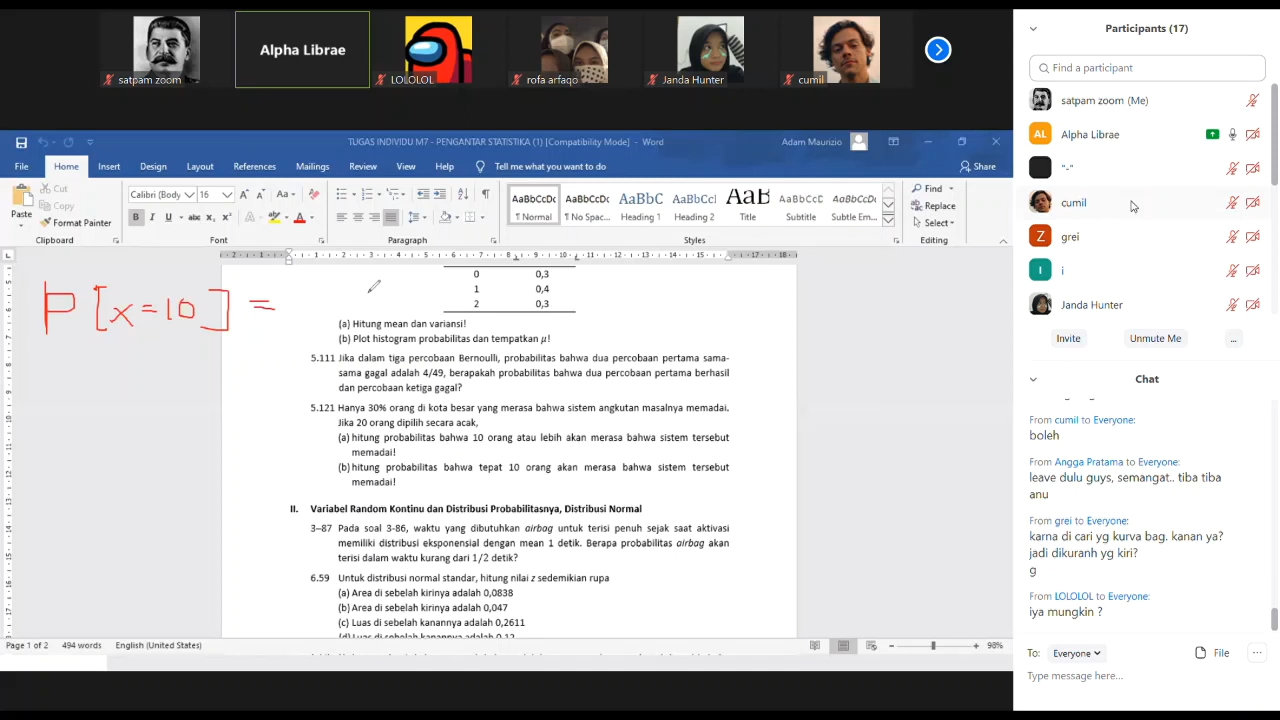 satpam zoom
Alpha Librae
LOLOLOL
rofa arfaqo
Janda Hunter
cumil
Participants (17)
Find a participant
satpam zoom (Me)
AL Alpha Librae
"-"
cumil
Z grei
I i
Janda Hunter
Invite Unmute Me ...
TUGAS INDIVIDU M7 - PENGANTAR STATISTIKA (1) [Compatibility Mode] - Word
Adam Maurizio
File Home Insert Design Layout References Mailings Review View Help Tell me what you want to do Share
Paste
Cut
Copy
Format Painter
Clipboard
Calibri (Body 16
Font
Paragraph
AaBbCcDc AaBbCcDc AaBbC AaBbCcl AaB AaBbCcC AaBbCcDc
¶ Normal ¶ No Spac... Heading 1 Heading 2 Title Subtitle Subtle Em...
Styles
Find
Replace
Select
Editing
P [x=10] =
0 0,3
1 0,4
2 0,3
(a) Hitung mean dan variansi!
(b) Plot histogram probabilitas dan tempatkan μ!
5.111 Jika dalam tiga percobaan Bernoulli, probabilitas bahwa dua percobaan pertama sama-
sama gagal adalah 4/49, berapakah probabilitas bahwa dua percobaan pertama berhasil
dan percobaan ketiga gagal?
5.121 Hanya 30% orang di kota besar yang merasa bahwa sistem angkutan masalnya memadai.
Jika 20 orang dipilih secara acak,
(a) hitung probabilitas bahwa 10 orang atau lebih akan merasa bahwa sistem tersebut
memadai!
(b) hitung probabilitas bahwa tepat 10 orang akan merasa bahwa sistem tersebut
memadai!
II. Variabel Random Kontinu dan Distribusi Probabilitasnya, Distribusi Normal
3–87 Pada soal 3-86, waktu yang dibutuhkan airbag untuk terisi penuh sejak saat aktivasi
memiliki distribusi eksponensial dengan mean 1 detik. Berapa probabilitas airbag akan
terisi dalam waktu kurang dari 1/2 detik?
6.59 Untuk distribusi normal standar, hitung nilai z sedemikian rupa
(a) Area di sebelah kirinya adalah 0,0838
(b) Area di sebelah kirinya adalah 0,047
(c) Luas di sebelah kanannya adalah 0,2611
(d) Luas di sebelah kanannya adalah 0,12
Page 1 of 2 494 words English (United States) 98%
Chat
From cumil to Everyone:
boleh
From Angga Pratama to Everyone:
leave dulu guys, semangat.. tiba tiba
anu
From grei to Everyone:
karna di cari yg kurva bag. kanan ya?
jadi dikuranh yg kiri?
g
From LOLOLOL to Everyone:
iya mungkin ?
To: Everyone File ...
Type message here...